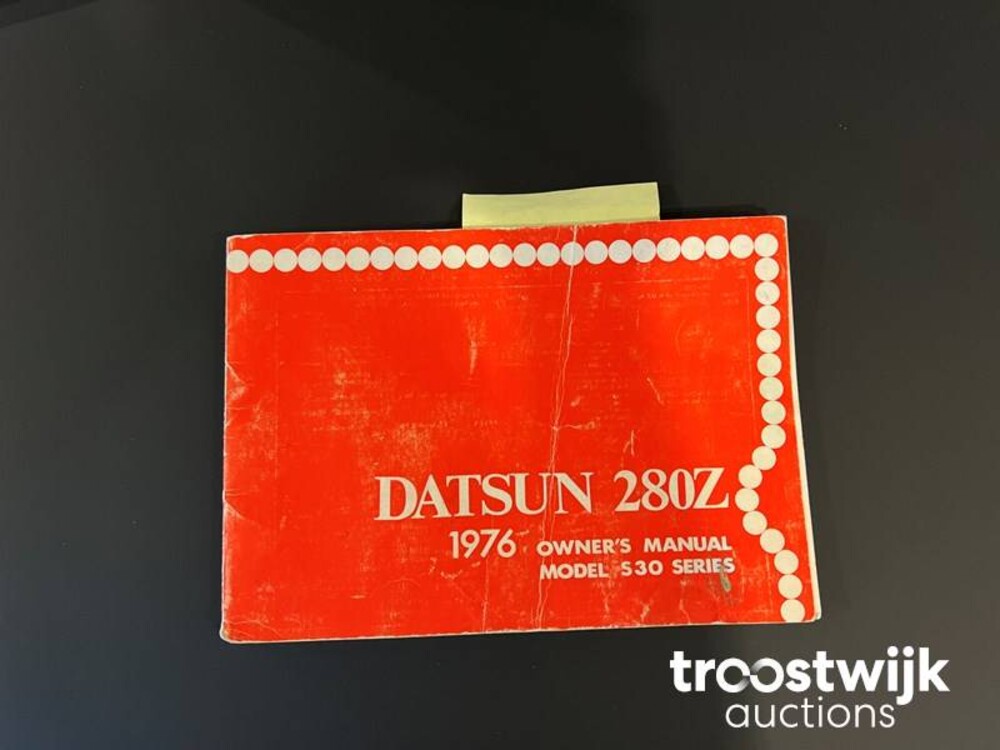 DATSUN 280Z
1976 OWNER'S MANUAL
MODEL S30 SERIES
troostwijk
auctions